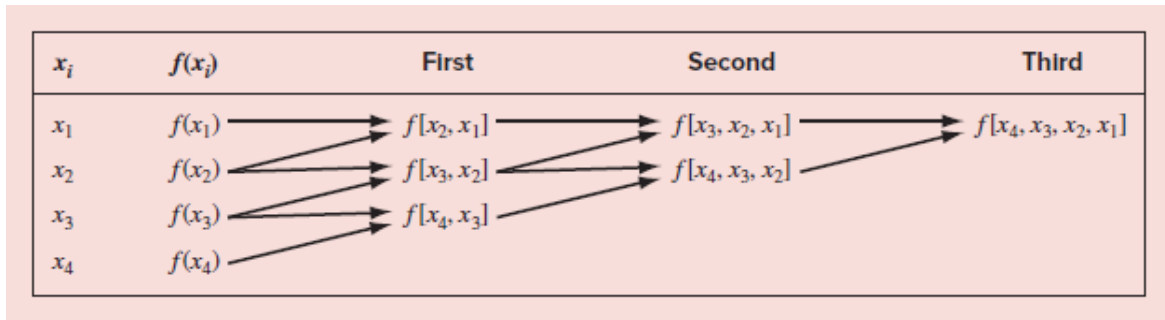 xᵢ f(xᵢ) First Second Third
x₁ f(x₁) f[x₂, x₁] f[x₃, x₂, x₁] f[x₄, x₃, x₂, x₁]
x₂ f(x₂) f[x₃, x₂] f[x₄, x₃, x₂]
x₃ f(x₃) f[x₄, x₃]
x₄ f(x₄)